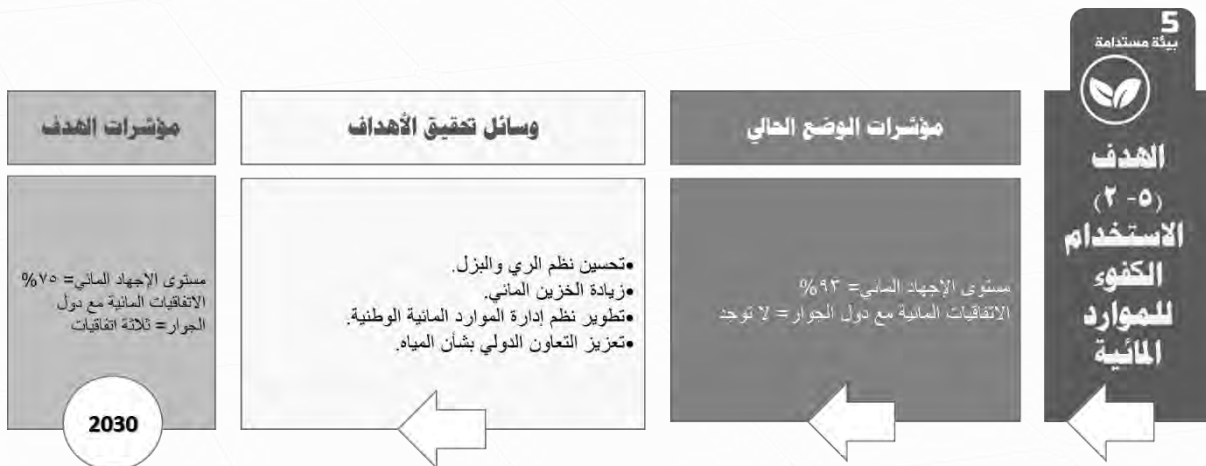 5
بيئة مستدامة
الهدف
(٥- ٢)
الاستخدام
الكفوء
للموارد
المائية
مؤشرات الوضع الحالي
مستوى الإجهاد المائي= ٩٣%
الاتفاقيات المائية مع دول الجوار= لا توجد
وسائل تحقيق الأهداف
•تحسين نظم الري والبزل.
•زيادة الخزين المائي.
•تطوير نظم إدارة الموارد المائية الوطنية.
•تعزيز التعاون الدولي بشأن المياه.
مؤشرات الهدف
مستوى الإجهاد المائي= ٧٥%
الاتفاقيات المائية مع دول
الجوار= ثلاثة اتفاقيات
2030